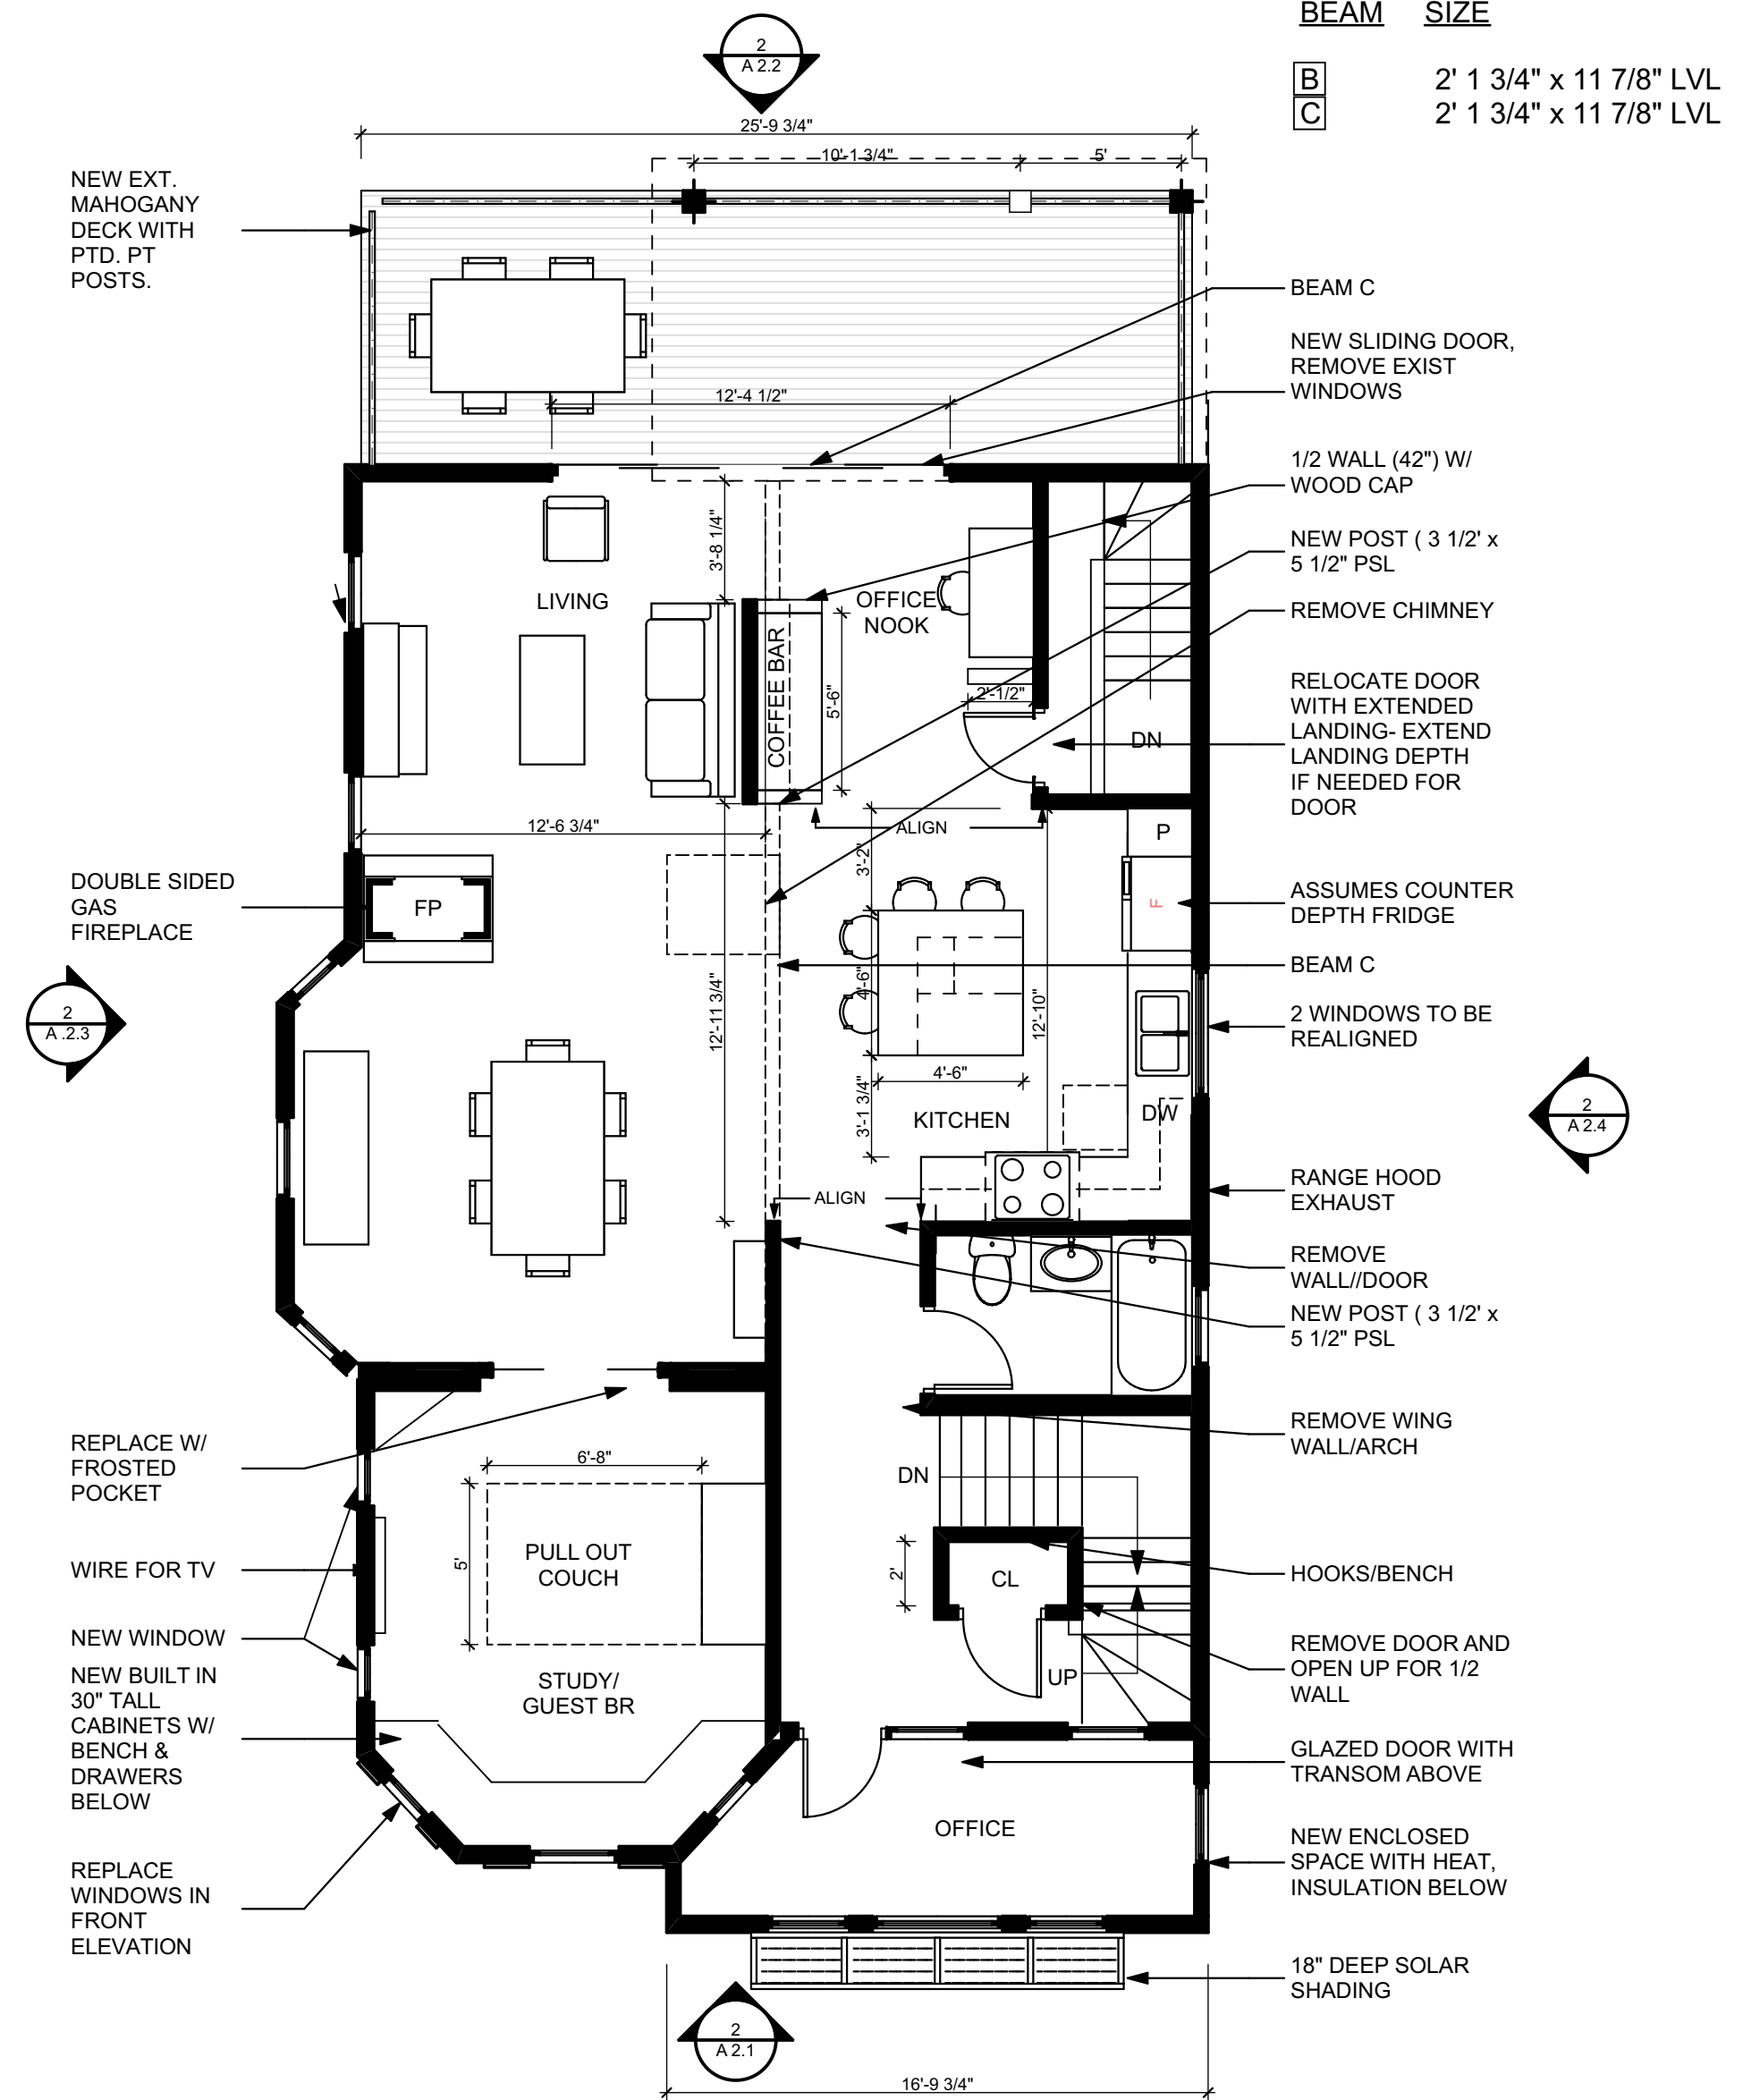 BEAM SIZE
B 2' 1 3/4" x 11 7/8" LVL
C 2' 1 3/4" x 11 7/8" LVL
2
A 2.2
25'-9 3/4"
10'-1 3/4"
5'
NEW EXT.
MAHOGANY
DECK WITH
PTD. PT
POSTS.
12'-4 1/2"
BEAM C
NEW SLIDING DOOR,
REMOVE EXIST
WINDOWS
1/2 WALL (42") W/
WOOD CAP
NEW POST ( 3 1/2' x
5 1/2" PSL
REMOVE CHIMNEY
RELOCATE DOOR
WITH EXTENDED
LANDING- EXTEND
LANDING DEPTH
IF NEEDED FOR
DOOR
3'-8 1/4"
LIVING
COFFEE BAR
5'-6"
OFFICE
NOOK
2'-1/2"
DN
12'-6 3/4"
ALIGN
P
3'-2"
DOUBLE SIDED
GAS
FIREPLACE
FP
F
ASSUMES COUNTER
DEPTH FRIDGE
BEAM C
2 WINDOWS TO BE
REALIGNED
2
A .2.3
12'-11 3/4"
4'-6"
12'-10"
4'-6"
3'-1 3/4"
KITCHEN
DW
2
A 2.4
ALIGN
RANGE HOOD
EXHAUST
REMOVE
WALL//DOOR
NEW POST ( 3 1/2' x
5 1/2" PSL
REMOVE WING
WALL/ARCH
REPLACE W/
FROSTED
POCKET
6'-8"
5'
PULL OUT
COUCH
DN
WIRE FOR TV
2'
CL
HOOKS/BENCH
NEW WINDOW
NEW BUILT IN
30" TALL
CABINETS W/
BENCH &
DRAWERS
BELOW
STUDY/
GUEST BR
UP
REMOVE DOOR AND
OPEN UP FOR 1/2
WALL
GLAZED DOOR WITH
TRANSOM ABOVE
OFFICE
NEW ENCLOSED
SPACE WITH HEAT,
INSULATION BELOW
REPLACE
WINDOWS IN
FRONT
ELEVATION
18" DEEP SOLAR
SHADING
2
A 2.1
16'-9 3/4"